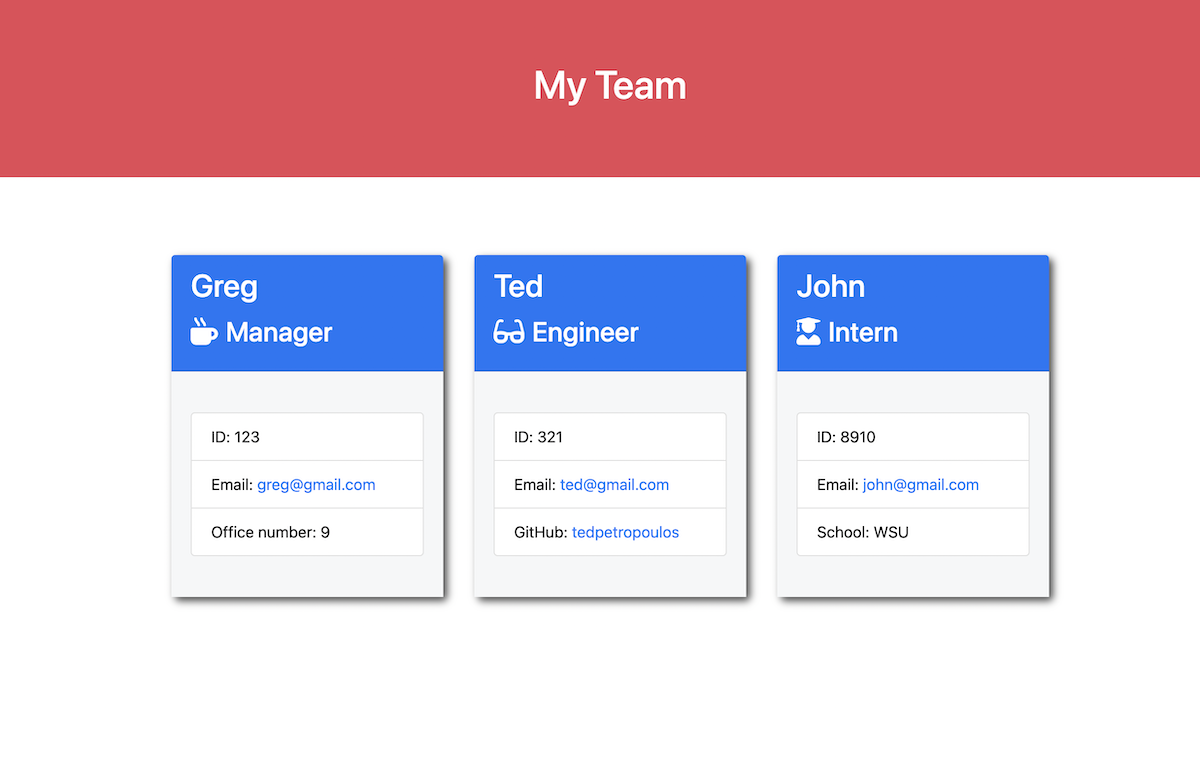 My Team
Greg
Manager
ID: 123
Email: greg@gmail.com
Office number: 9
Ted
Engineer
ID: 321
Email: ted@gmail.com
GitHub: tedpetropoulos
John
Intern
ID: 8910
Email: john@gmail.com
School: WSU